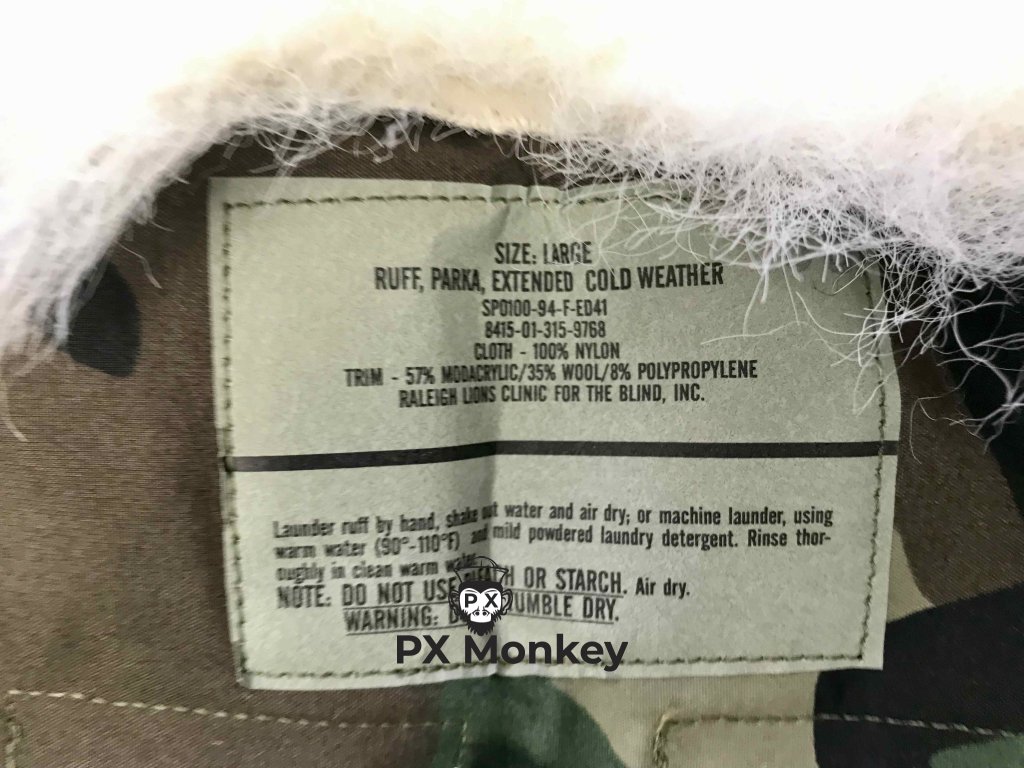 SIZE: LARGE
RUFF, PARKA, EXTENDED COLD WEATHER
SP0100-94-F-ED41
8415-01-315-9768
CLOTH - 100% NYLON
TRIM - 57% MODACRYLIC/35% WOOL/8% POLYPROPYLENE
RALEIGH LIONS CLINIC FOR THE BLIND, INC.
Launder ruff by hand, shake out water and air dry; or machine launder, using
warm water (90°-110°F) and mild powdered laundry detergent. Rinse thor-
oughly in clean warm water.
NOTE: DO NOT USE OR STARCH. Air dry.
WARNING: DRY.
PX
PX Monkey